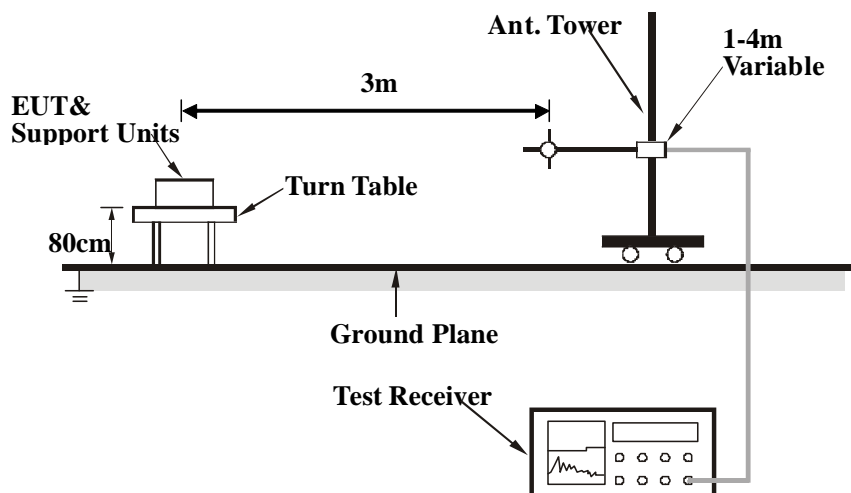 Ant. Tower
1-4m
Variable
3m
EUT&
Support Units
Turn Table
80cm
Ground Plane
Test Receiver